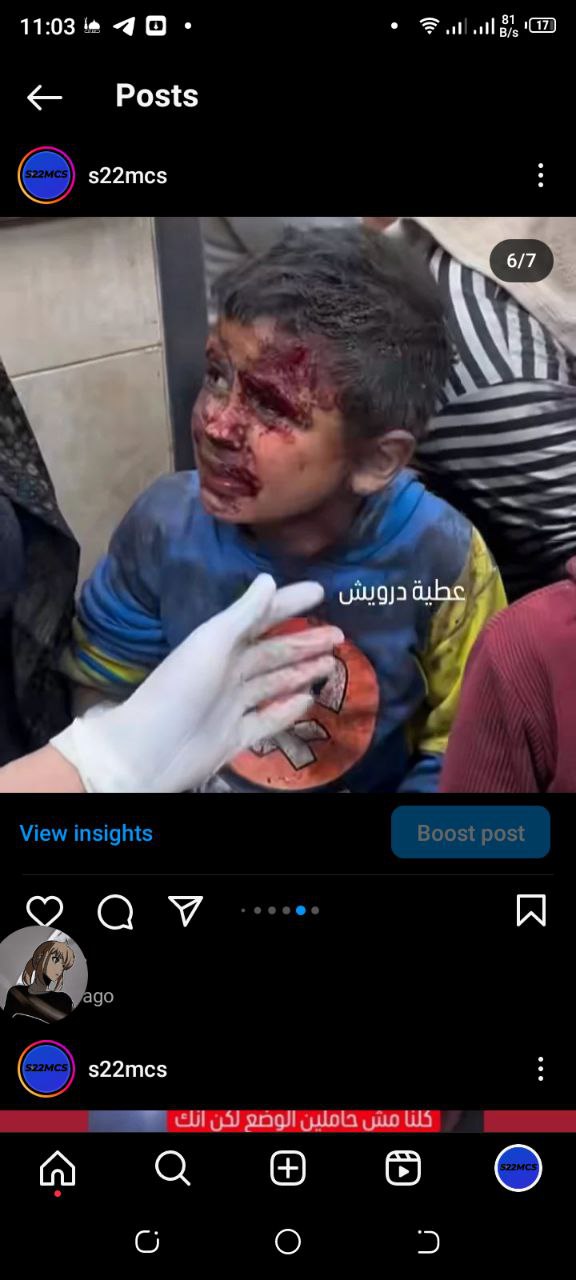 11:03
81
B/s
17
Posts
S22MCS
s22mcs
6/7
عطية درويش
View insights
Boost post
ago
S22MCS
s22mcs
كلنا مش حاملين الوضع لكن انك
S22MCS